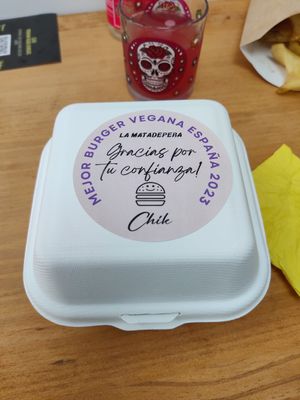 MEJOR BURGER VEGANA ESPAÑA 2023
LA MATADEPERA
Gracias por
Tu confianza!
Chik